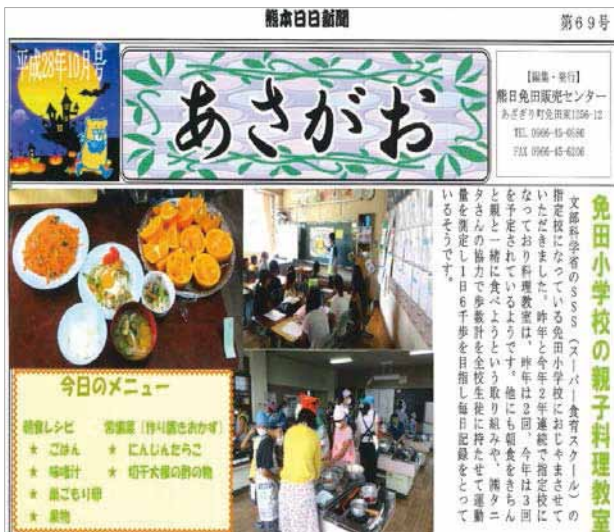 熊本日日新聞
第69号
平成28年10月号
あさがお
【編集・発行】
熊日免田販売センター
あさぎり町免田東1256-12
TEL 0966-45-0586
FAX 0966-45-6206
免田小学校の親子料理教室
文部科学省のSSS（スーパー食育スクール）の
指定校になっている免田小学校におじゃまさせて
いただきました。昨年と今年2年連続で指定校に
なっており料理教室は、昨年は2回、今年は3回
を予定されているようです。他にも朝食をきちん
と親と一緒に食べようという取り組みや、㈱タニ
タさんの協力で歩数計を全校生徒に持たせて運動
量を測定し1日6千歩を目指し毎日記録をとって
いるそうです。
今日のメニュー
朝食レシピ
★ ごはん
★ 味噌汁
★ 巣ごもり卵
★ 果物
常備菜（作り置きおかず）
★ にんじんたらこ
★ 切干大根の酢の物